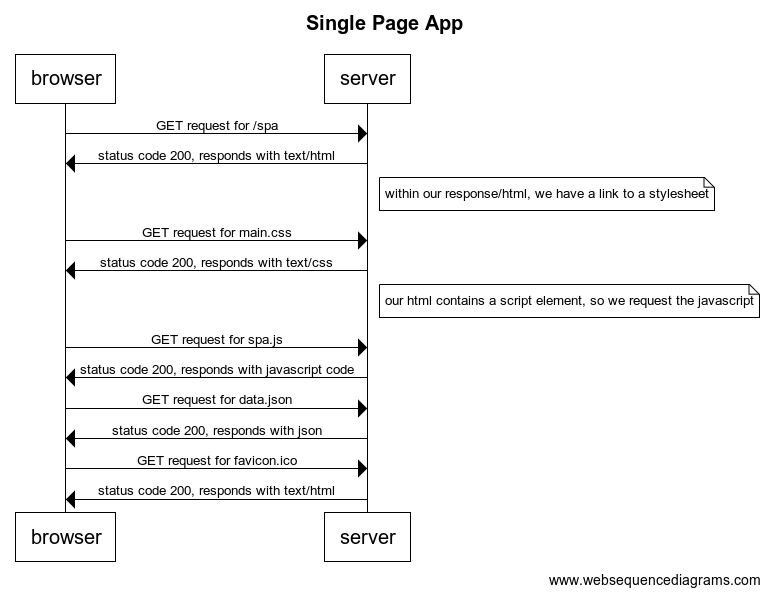 Single Page App
browser
server
GET request for /spa
status code 200, responds with text/html
within our response/html, we have a link to a stylesheet
GET request for main.css
status code 200, responds with text/css
our html contains a script element, so we request the javascript
GET request for spa.js
status code 200, responds with javascript code
GET request for data.json
status code 200, responds with json
GET request for favicon.ico
status code 200, responds with text/html
browser
server
www.websequencediagrams.com